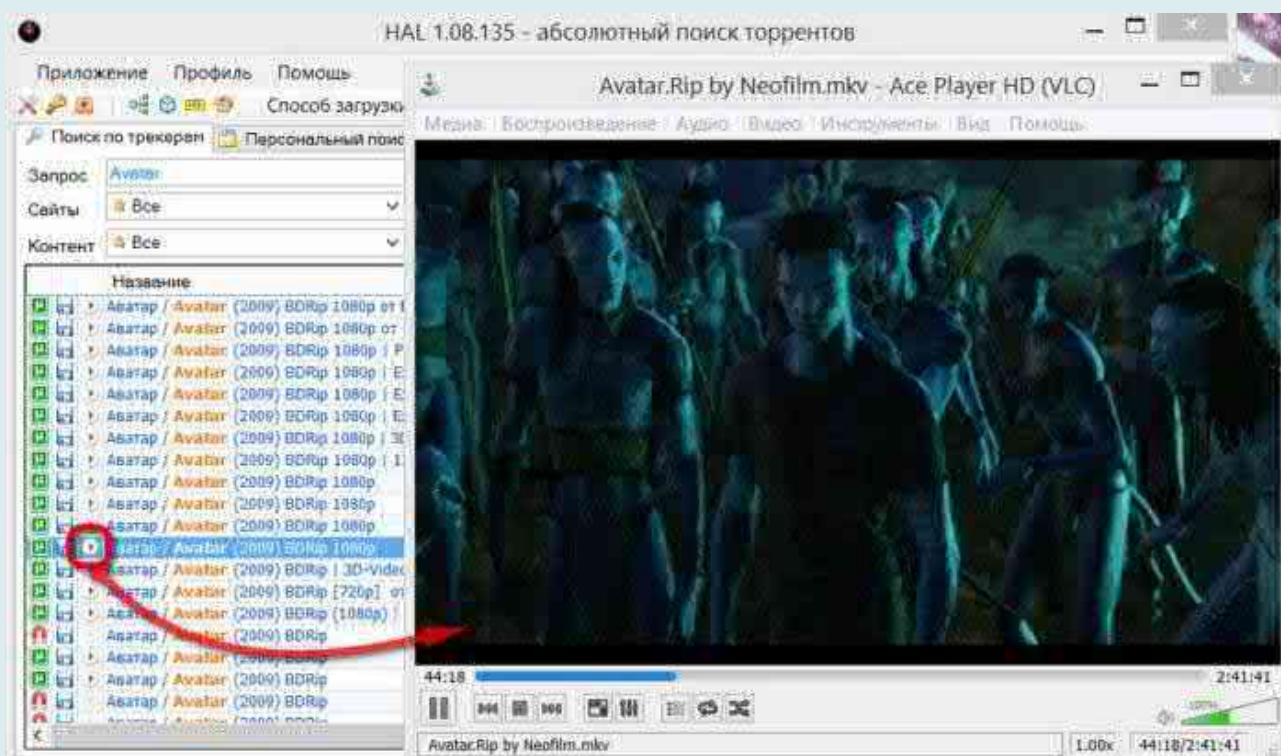 HAL 1.08.135 - абсолютный поиск торрентов
Приложение Профиль Помощь
Способ загрузки
Поиск по трекерам Персональный поис
Запрос Avatar
Сайты Все
Контент Все
Название
Аватар / Avatar (2009) BDRip 1080p от
Аватар / Avatar (2009) BDRip 1080p от
Аватар / Avatar (2009) BDRip 1080p | P
Аватар / Avatar (2009) BDRip 1080p | E
Аватар / Avatar (2009) BDRip 1080p | E
Аватар / Avatar (2009) BDRip 1080p | E
Аватар / Avatar (2009) BDRip 1080p | 3D
Аватар / Avatar (2009) BDRip 1080p | 1
Аватар / Avatar (2009) BDRip 1080p
Аватар / Avatar (2009) BDRip 1080p
Аватар / Avatar (2009) BDRip 1080p
Аватар / Avatar (2009) BDRip 1080p
Аватар / Avatar (2009) BDRip | 3D-Video
Аватар / Avatar (2009) BDRip [720p] от
Аватар / Avatar (2009) BDRip (1080p) |
Аватар / Avatar (2009) BDRip
Аватар / Avatar (2009) BDRip
Аватар / Avatar (2009) BDRip
Аватар / Avatar (2009) BDRip
Avatar.Rip by Neofilm.mkv - Ace Player HD (VLC)
Медиа Воспроизведение Аудио Видео Инструменты Вид Помощь
44:18 2:41:41
100%
Avatar.Rip by Neofilm.mkv 1.00x 44:18/2:41:41